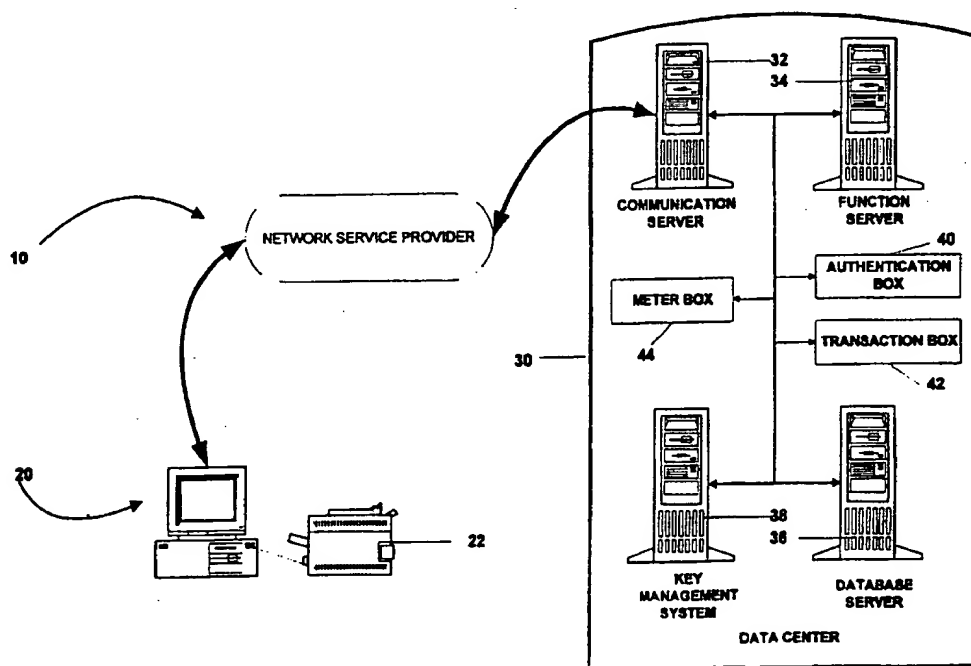 32
34
COMMUNICATION
SERVER
FUNCTION
SERVER
10
NETWORK SERVICE PROVIDER
40
AUTHENTICATION
BOX
METER BOX
44
30
TRANSACTION BOX
42
20
22
38
36
KEY
MANAGEMENT
SYSTEM
DATABASE
SERVER
DATA CENTER